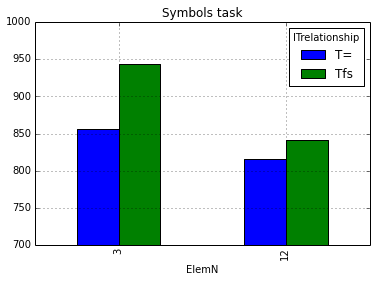 Symbols task
1000
950
900
850
800
750
700
ITrelationship
T=
Tfs
3
12
ElemN